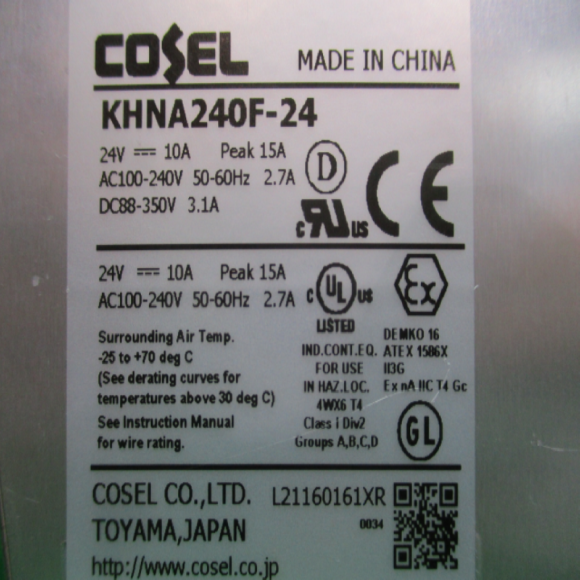 COSEL MADE IN CHINA
KHNA240F-24
24V 10A Peak 15A
AC100-240V 50-60Hz 2.7A
DC88-350V 3.1A
D
c RU US
CE
24V 10A Peak 15A
AC100-240V 50-60Hz 2.7A
c UL US
LISTED
IND.CONT.EQ.
FOR USE
IN HAZ.LOC.
4WX6 T4
Class I Div2
Groups A,B,C,D
Ex
DEMKO 16
ATEX 1586X
II3G
Ex nA IIC T4 Gc
GL
Surrounding Air Temp.
-25 to +70 deg C
(See derating curves for
temperatures above 30 deg C)
See Instruction Manual
for wire rating.
COSEL CO.,LTD. L21160161XR
TOYAMA,JAPAN 0034
http://www.cosel.co.jp